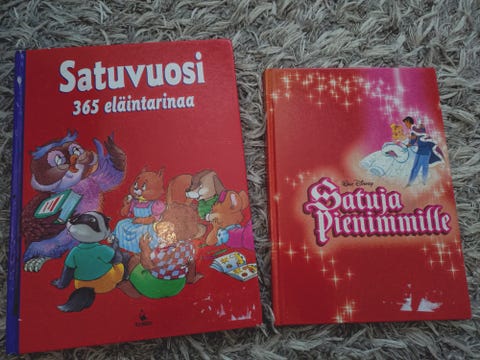 Satuvuosi
365 eläintarinaa
Walt Disney
Satuja
Pienimmille